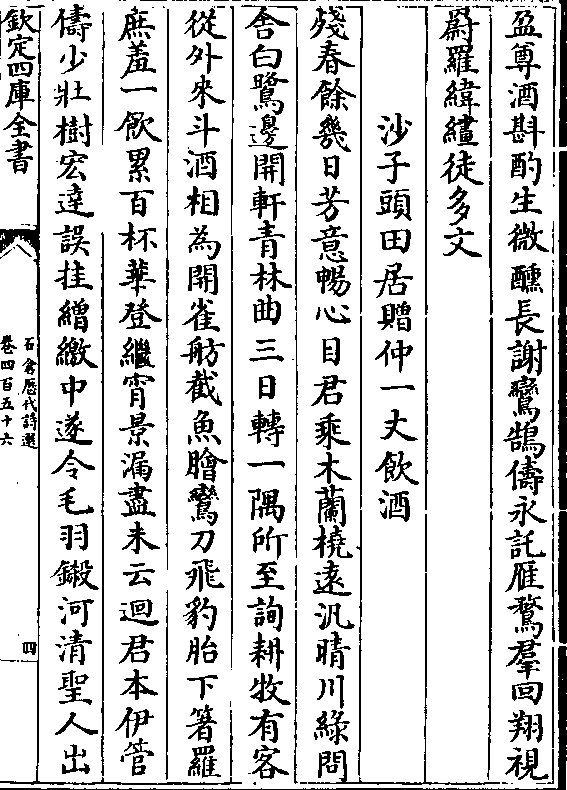 盈尊酒斟酌生微醺長謝鸞鵠儔永託雁鶩羣回翔視
罻羅緯繣徒多文
沙子頭田居贈仲一丈飲酒
殘春餘幾日芳意暢心目君乘木蘭橈遠汎晴川綠問
舍白鷺邊開軒青林曲三日轉一隅所至詢耕牧有客
從外來斗酒相為開雀舫截魚膾鸞刀飛豹胎下箸羅
庶羞一飲累百杯華登繼宵景漏盡未云迴君本伊管
儔少壯樹宏達誤挂繒繳中遂令毛羽鎩河清聖人出
欽定四庫全書
石倉歷代詩選
卷四百五十六
四